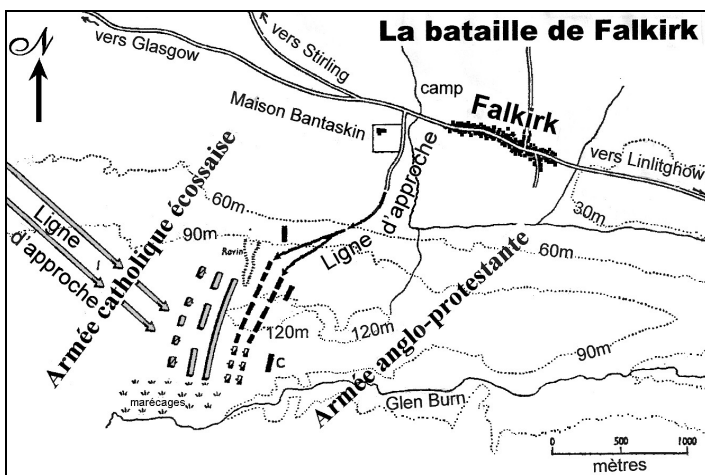 La bataille de Falkirk
N
vers Glasgow
vers Stirling
camp
Maison Bantaskin
Falkirk
vers Linlitghow
Ligne
d'approche
Armée catholique écossaise
60m
90m
Ravin
Ligne
d'approche
30m
60m
120m
120m
90m
C
Armée anglo-protestante
marécages
Glen Burn
0 500 1000
mètres